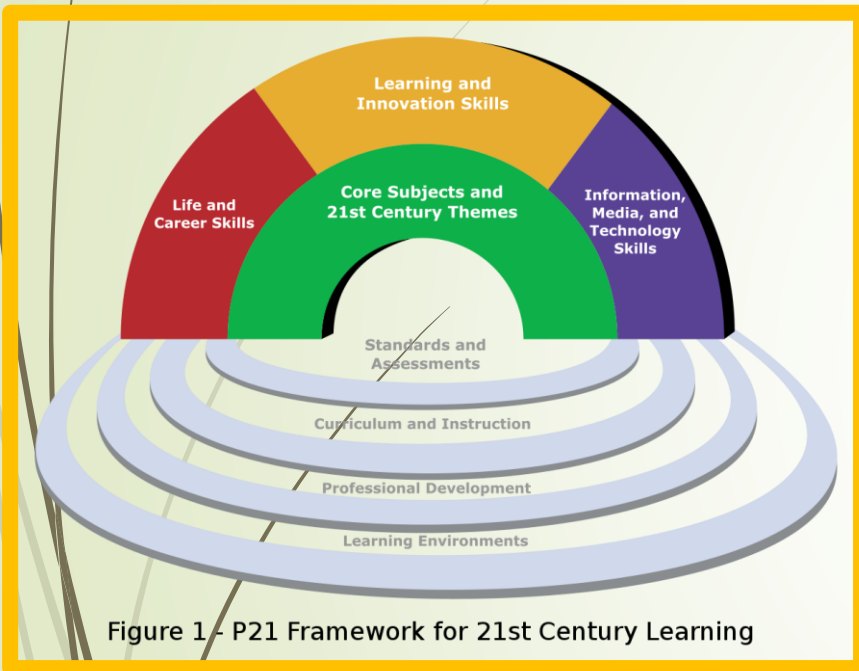 Learning and
Innovation Skills
Life and
Career Skills
Core Subjects and
21st Century Themes
Information,
Media, and
Technology
Skills
Standards and
Assessments
Curriculum and Instruction
Professional Development
Learning Environments
Figure 1 - P21 Framework for 21st Century Learning